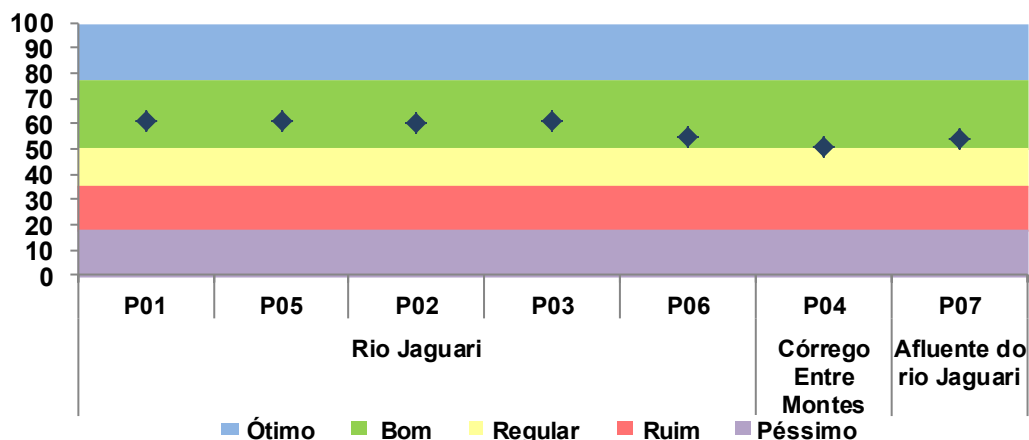 100
90
80
70
60
50
40
30
20
10
0
P01 P05 P02 P03 P06 P04 P07
Rio Jaguari
Córrego
Entre
Montes
Afluente do
rio Jaguari
Ótimo Bom Regular Ruim Péssimo